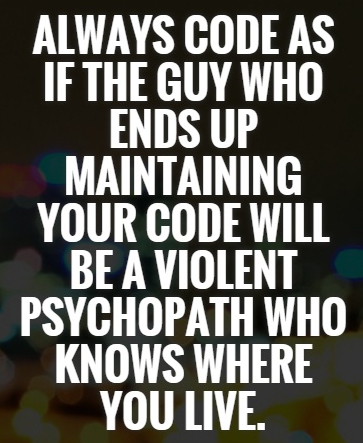 ALWAYS CODE AS
IF THE GUY WHO
ENDS UP
MAINTAINING
YOUR CODE WILL
BE A VIOLENT
PSYCHOPATH WHO
KNOWS WHERE
YOU LIVE.